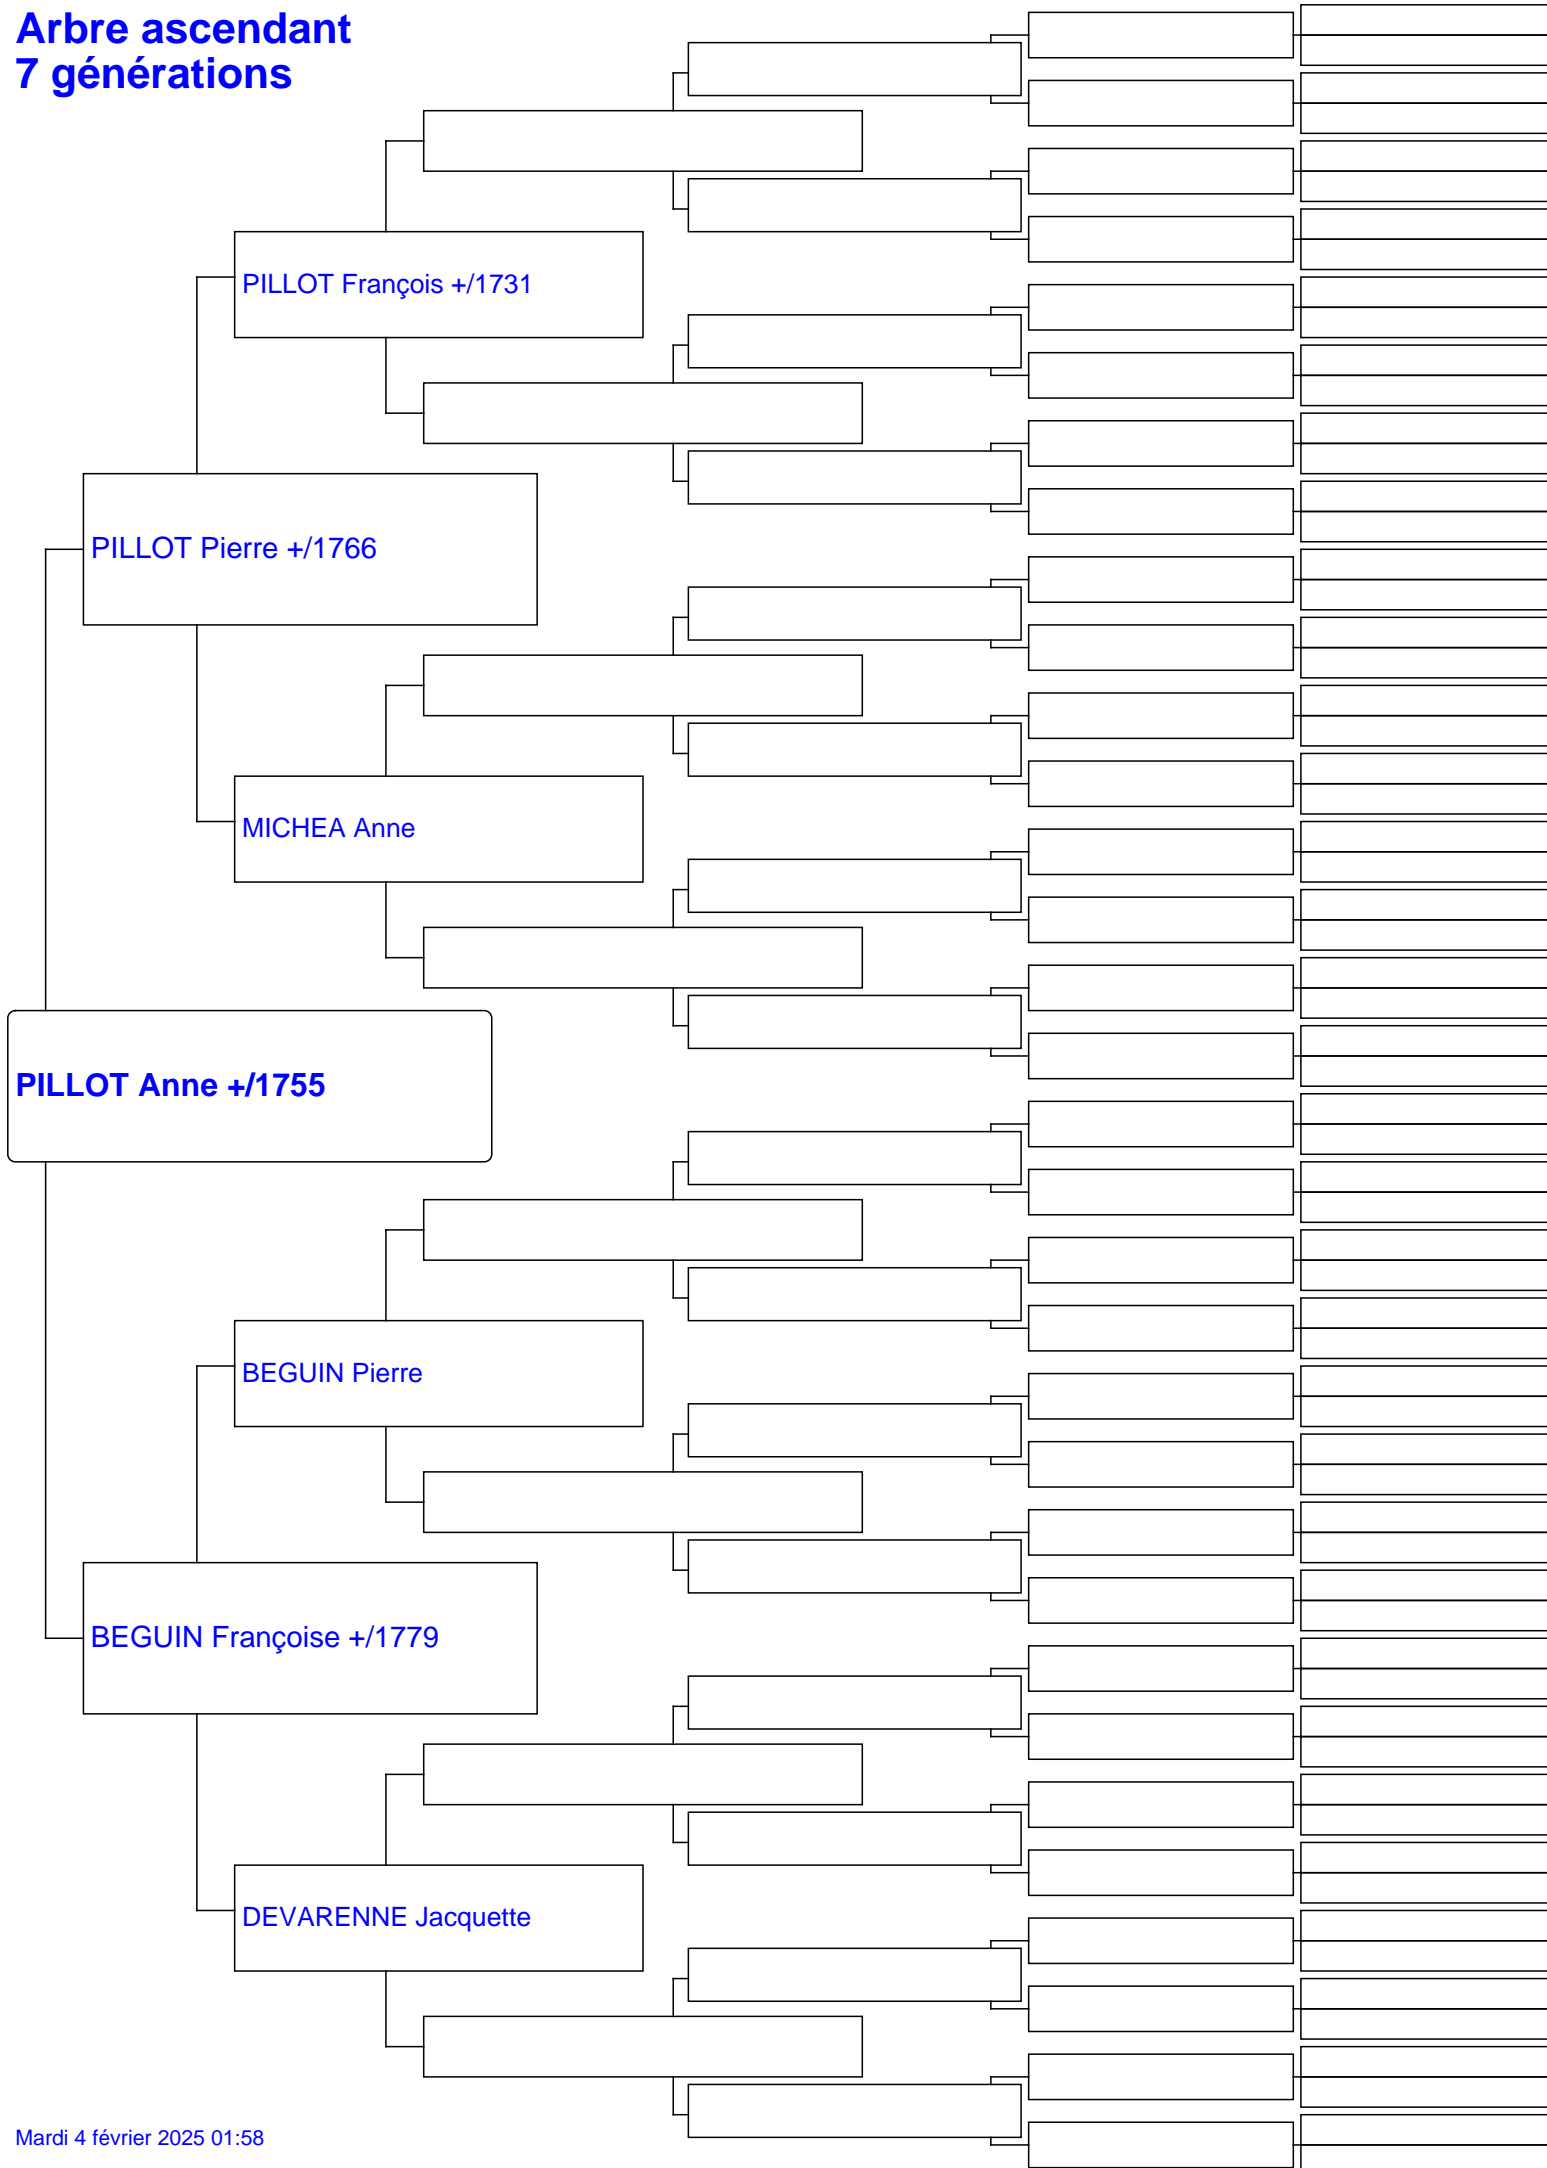 Arbre ascendant
7 générations
PILLOT François +/1731
PILLOT Pierre +/1766
MICHEA Anne
PILLOT Anne +/1755
BEGUIN Pierre
BEGUIN Françoise +/1779
DEVARENNE Jacquette
Mardi 4 février 2025 01:58